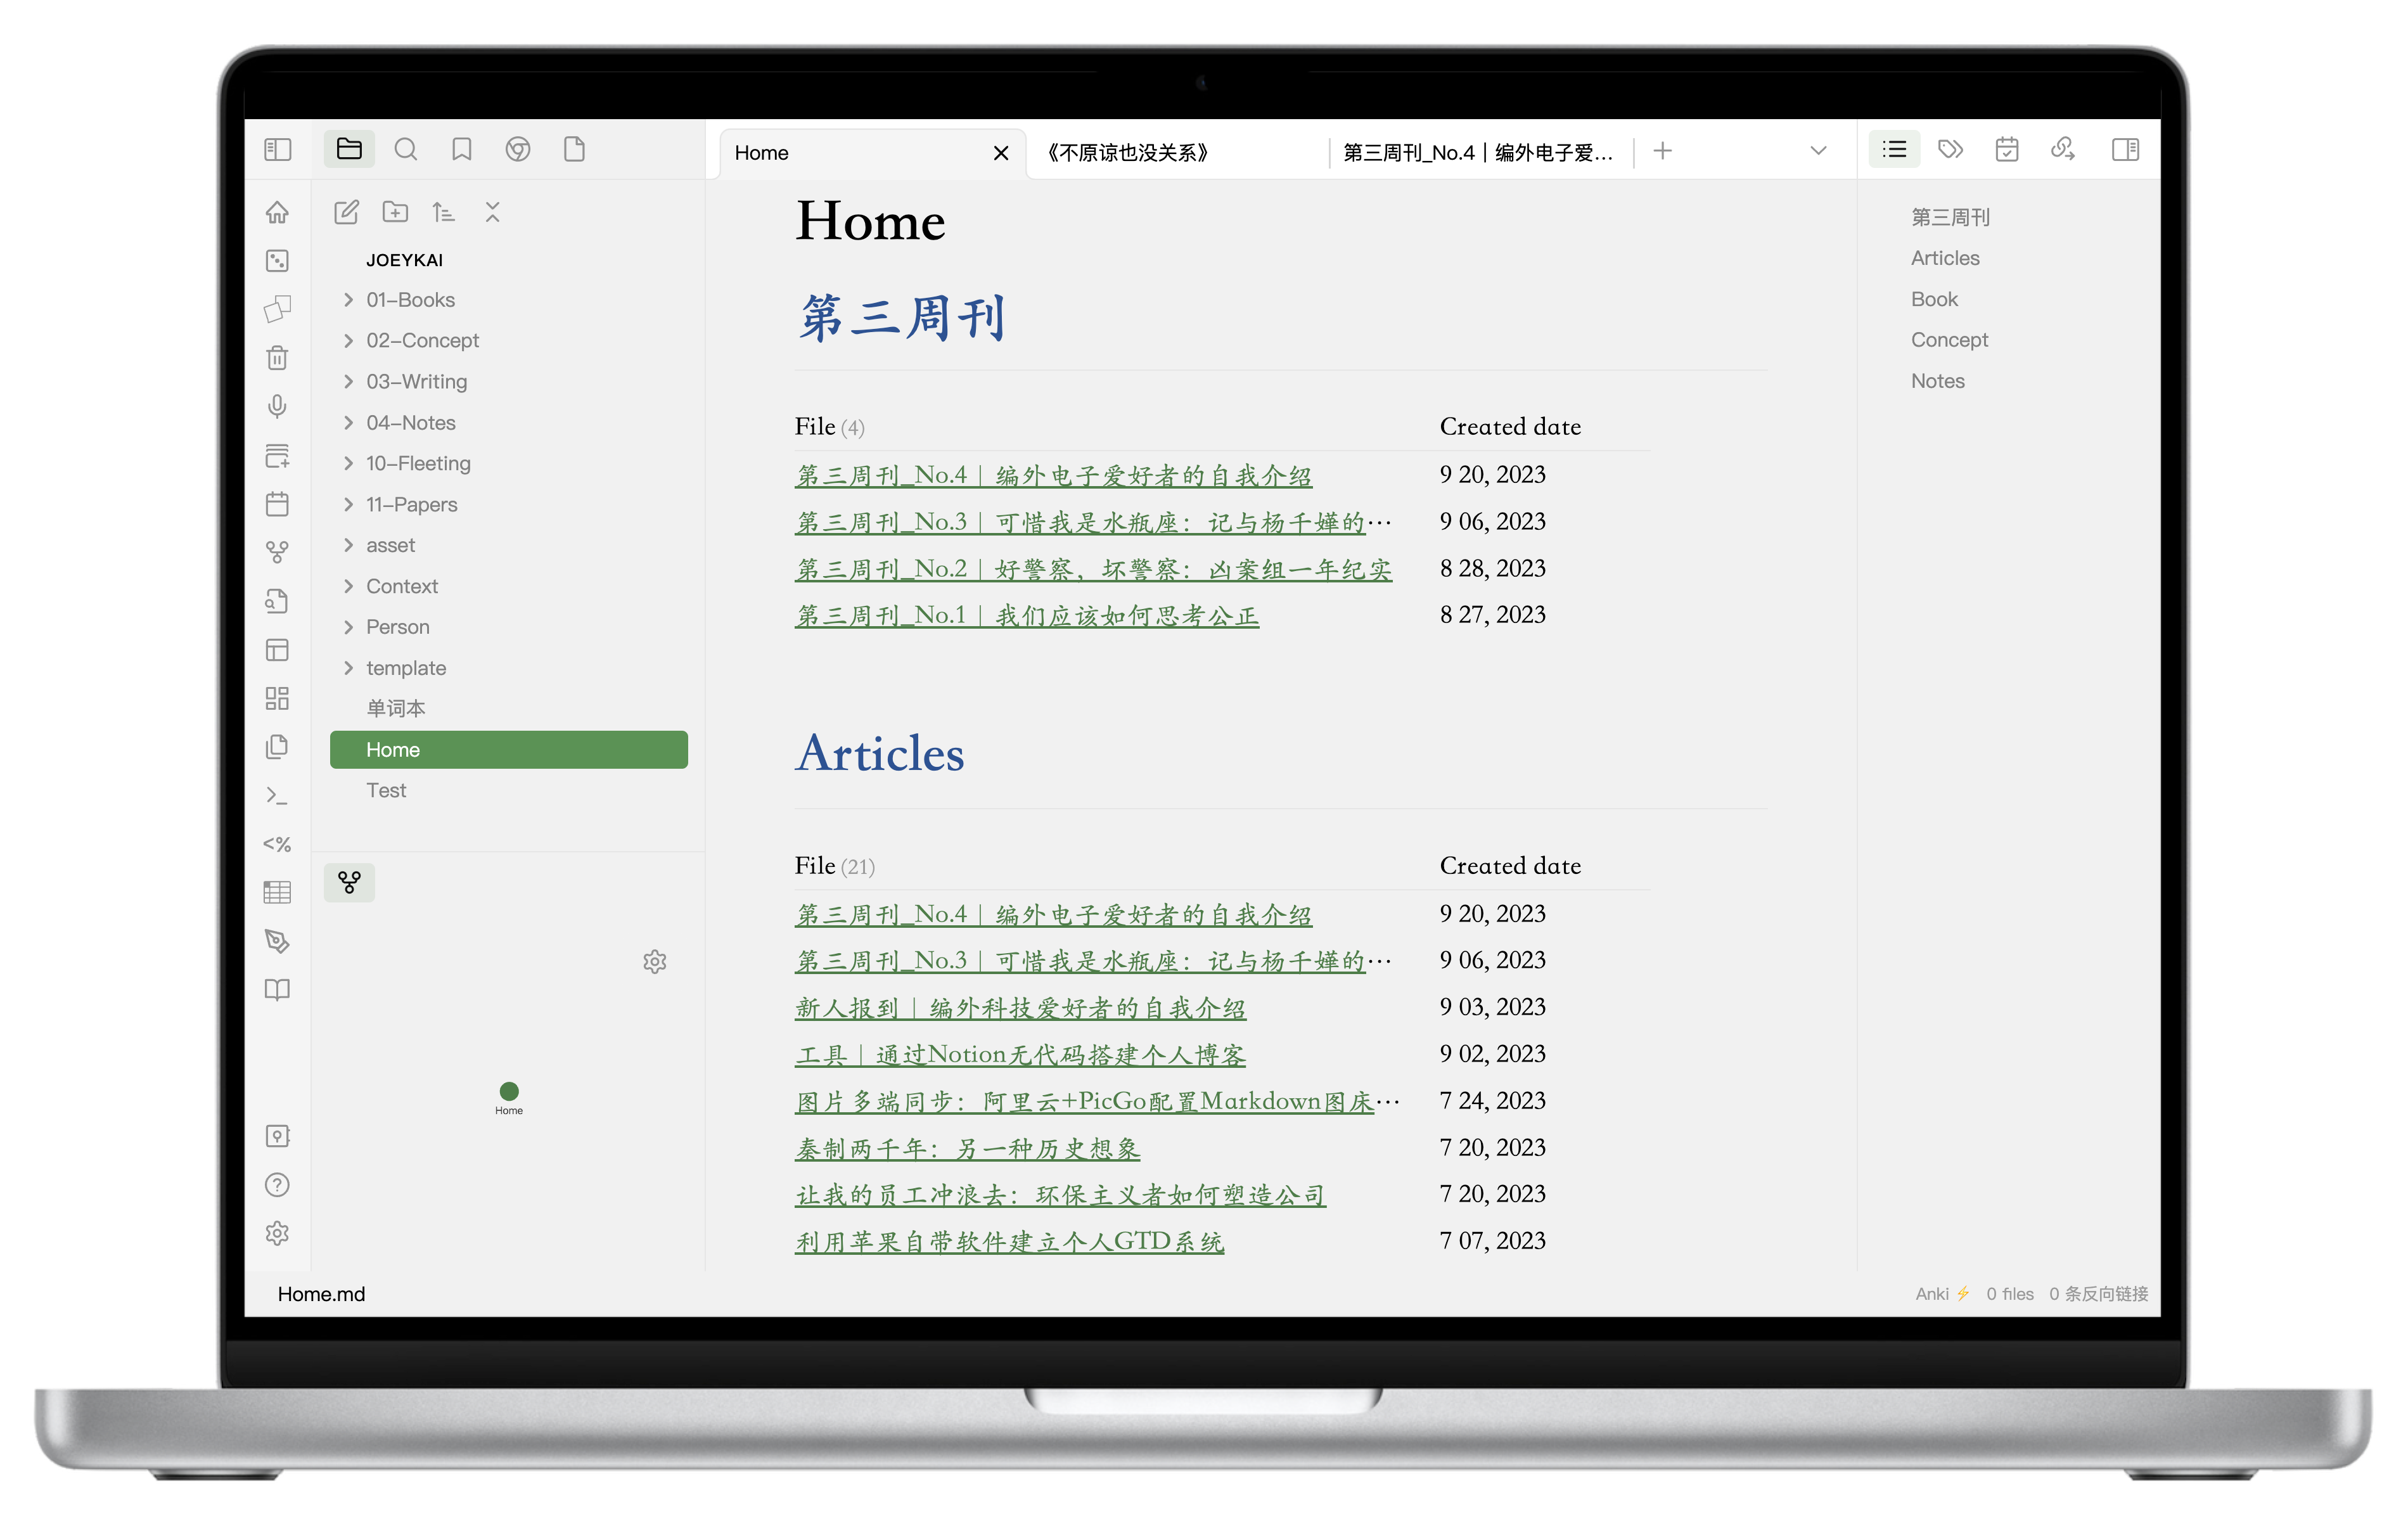 Home
《不原谅也没关系》
第三周刊_No.4 | 编外电子爱...
JOEYKAI
01-Books
02-Concept
03-Writing
04-Notes
10-Fleeting
11-Papers
asset
Context
Person
template
单词本
Home
Test
<%
Home
Home
第三周刊
File (4) Created date
第三周刊_No.4｜编外电子爱好者的自我介绍 9 20, 2023
第三周刊_No.3｜可惜我是水瓶座：记与杨千嬅的… 9 06, 2023
第三周刊_No.2｜好警察，坏警察：凶案组一年纪实 8 28, 2023
第三周刊_No.1｜我们应该如何思考公正 8 27, 2023
Articles
File (21) Created date
第三周刊_No.4｜编外电子爱好者的自我介绍 9 20, 2023
第三周刊_No.3｜可惜我是水瓶座：记与杨千嬅的… 9 06, 2023
新人报到｜编外科技爱好者的自我介绍 9 03, 2023
工具｜通过Notion无代码搭建个人博客 9 02, 2023
图片多端同步：阿里云+PicGo配置Markdown图床… 7 24, 2023
秦制两千年：另一种历史想象 7 20, 2023
让我的员工冲浪去：环保主义者如何塑造公司 7 20, 2023
利用苹果自带软件建立个人GTD系统 7 07, 2023
第三周刊
Articles
Book
Concept
Notes
Home.md
Anki⚡ 0 files 0 条反向链接